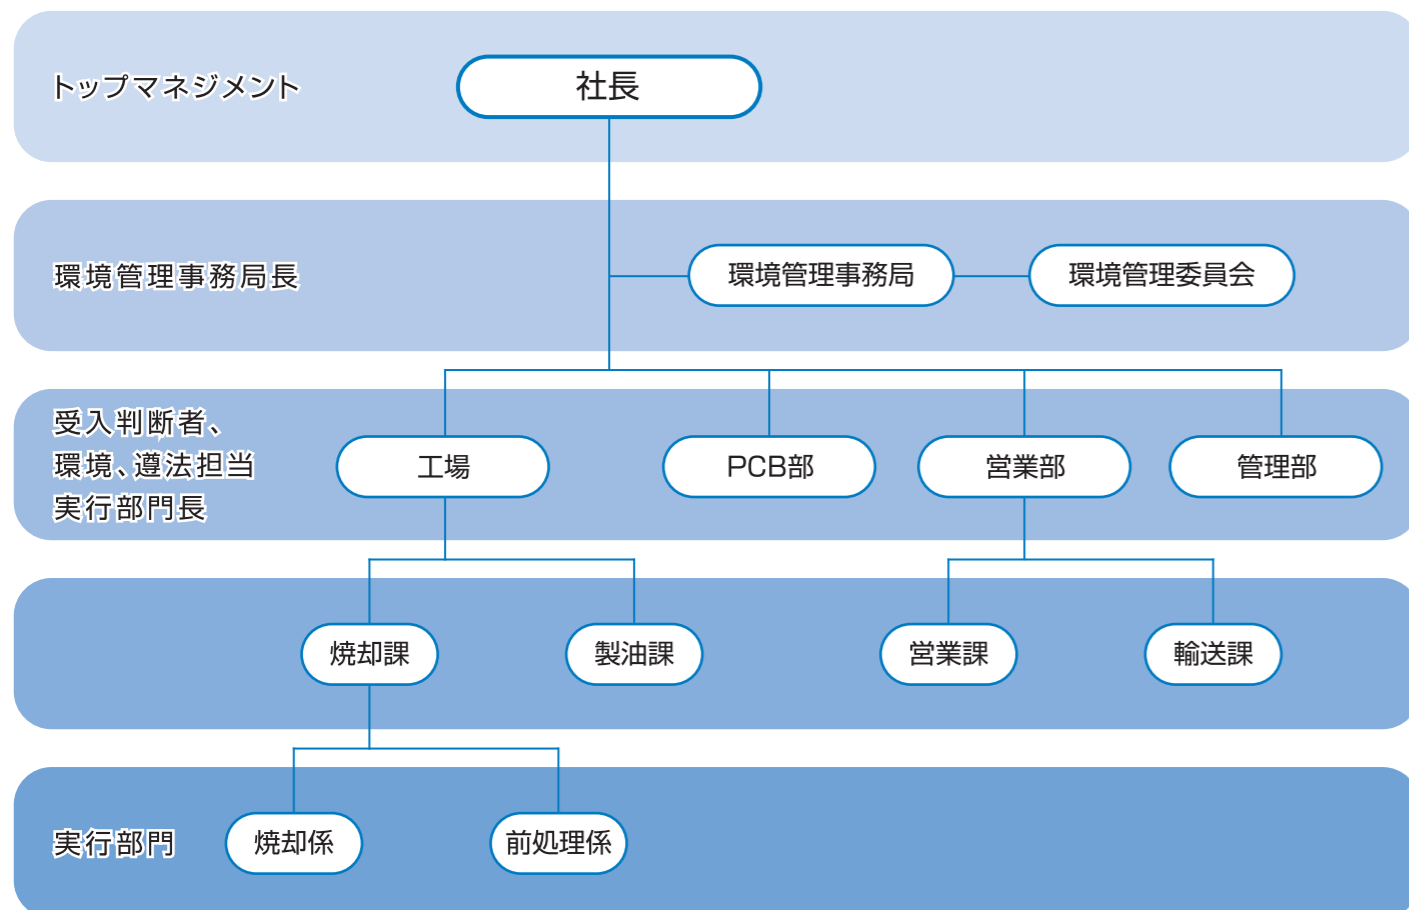 トップマネジメント
社長
環境管理事務局長
環境管理事務局
環境管理委員会
受入判断者、
環境、遵法担当
実行部門長
工場
PCB部
営業部
管理部
焼却課
製油課
営業課
輸送課
実行部門
焼却係
前処理係